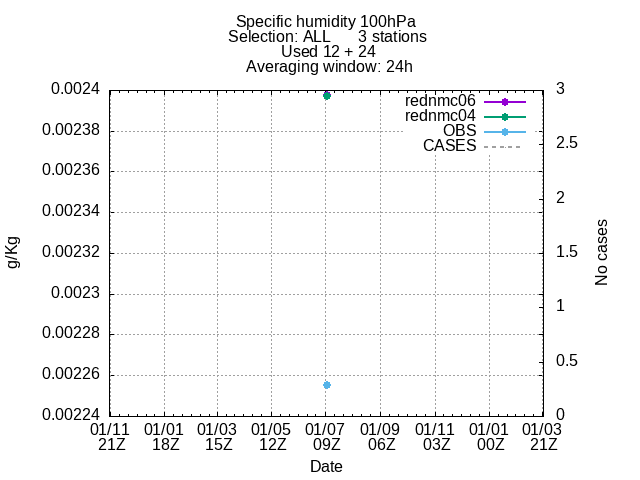 Specific humidity 100hPa
Selection: ALL 3 stations
Used 12 + 24
Averaging window: 24h
rednmc06
rednmc04
OBS
CASES
0.0024
0.00238
0.00236
0.00234
0.00232
0.0023
0.00228
0.00226
0.00224
g/Kg
3
2.5
2
1.5
1
0.5
0
No cases
01/11 01/01 01/03 01/05 01/07 01/09 01/11 01/01 01/03
21Z 18Z 15Z 12Z 09Z 06Z 03Z 00Z 21Z
Date